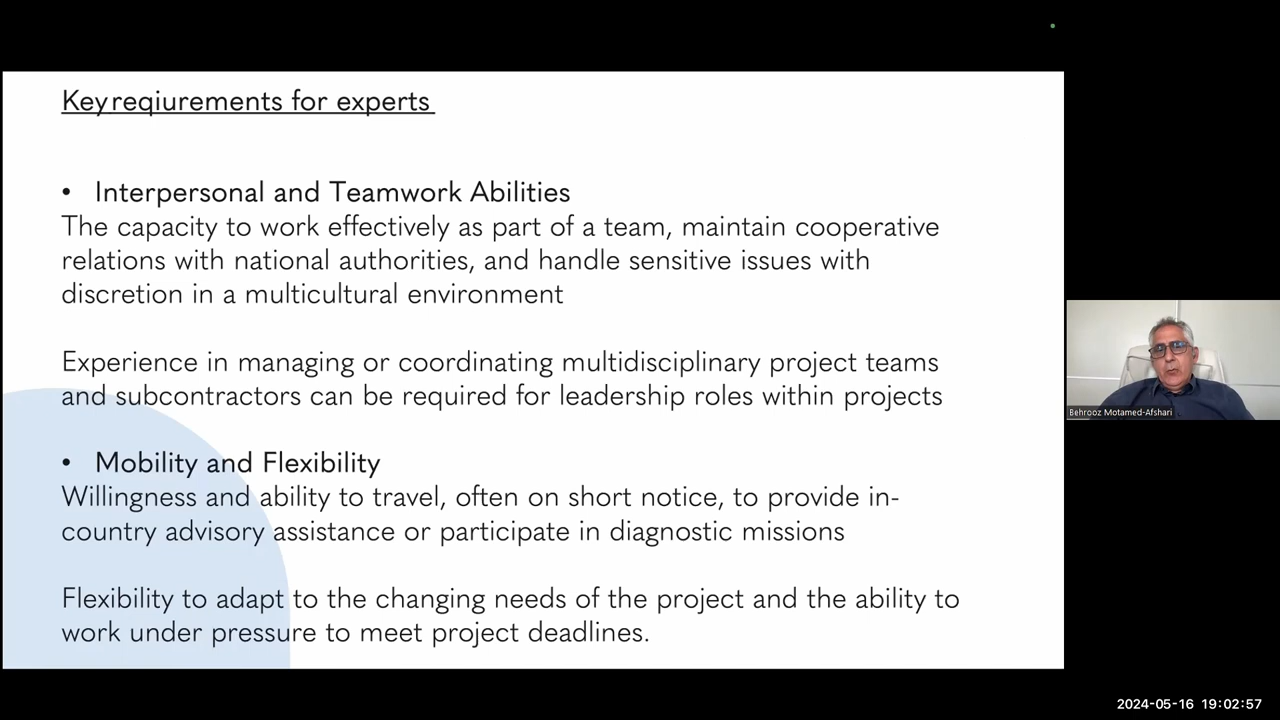 Key reqiurements for experts
• Interpersonal and Teamwork Abilities
The capacity to work effectively as part of a team, maintain cooperative
relations with national authorities, and handle sensitive issues with
discretion in a multicultural environment
Experience in managing or coordinating multidisciplinary project teams
and subcontractors can be required for leadership roles within projects
• Mobility and Flexibility
Willingness and ability to travel, often on short notice, to provide in-
country advisory assistance or participate in diagnostic missions
Flexibility to adapt to the changing needs of the project and the ability to
work under pressure to meet project deadlines.
Behrooz Motamed-Afshari
2024-05-16 19:02:57